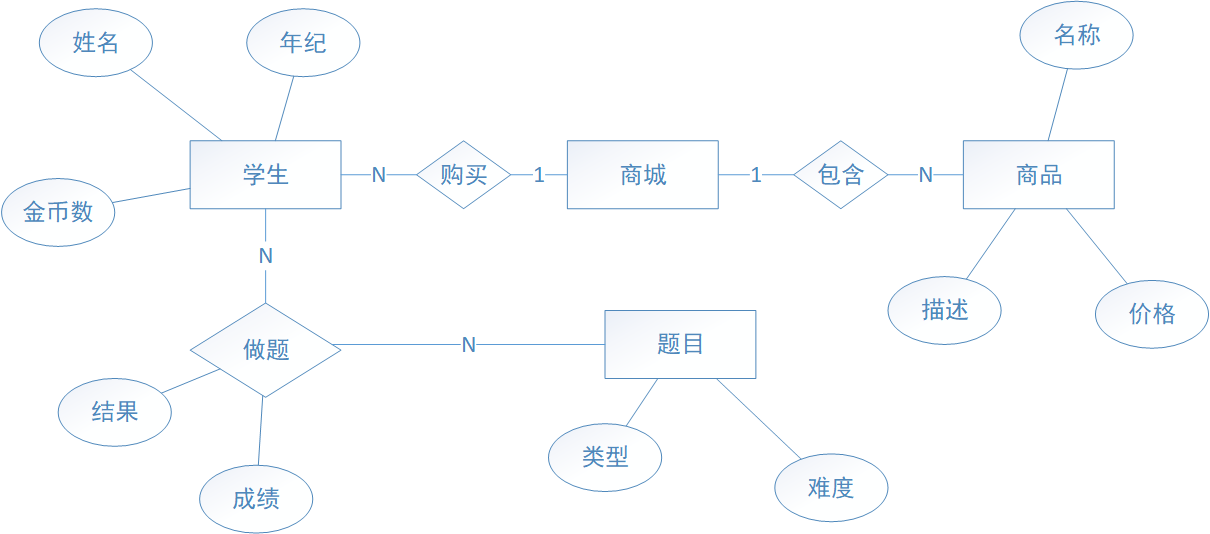 姓名
年纪
名称
学生
N
购买
1
商城
1
包含
N
商品
金币数
N
描述
价格
做题
N
题目
结果
类型
成绩
难度